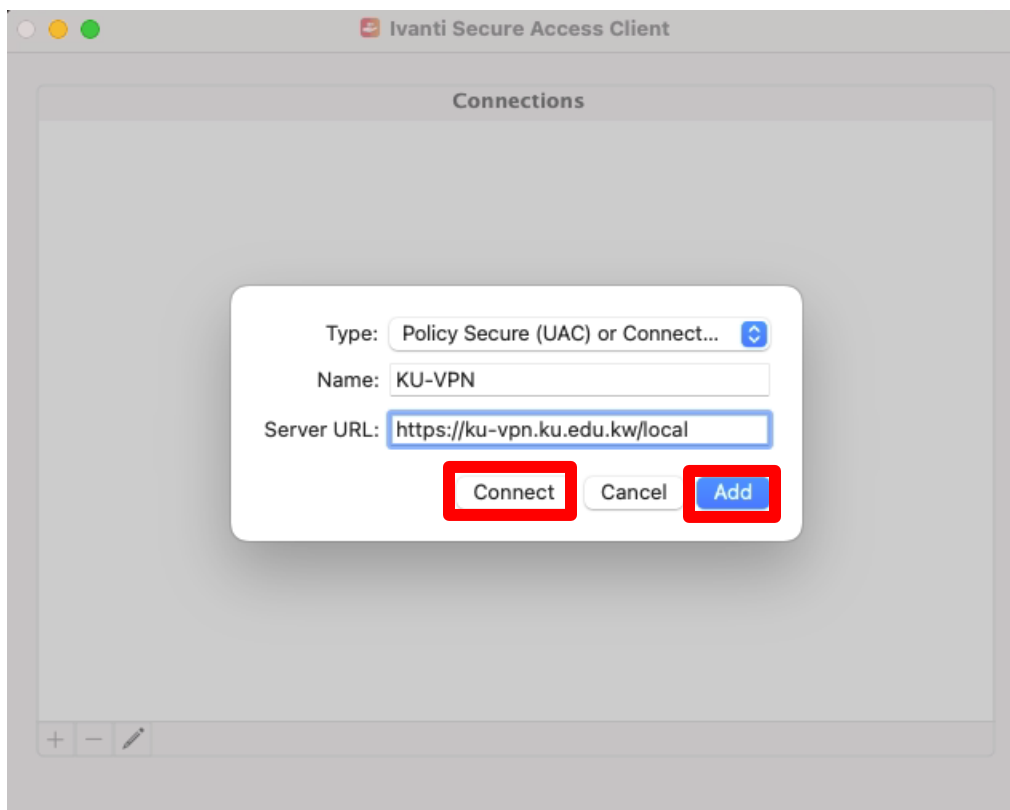 Ivanti Secure Access Client
Connections
Type: Policy Secure (UAC) or Connect...
Name: KU-VPN
Server URL: https://ku-vpn.ku.edu.kw/local
Connect Cancel Add